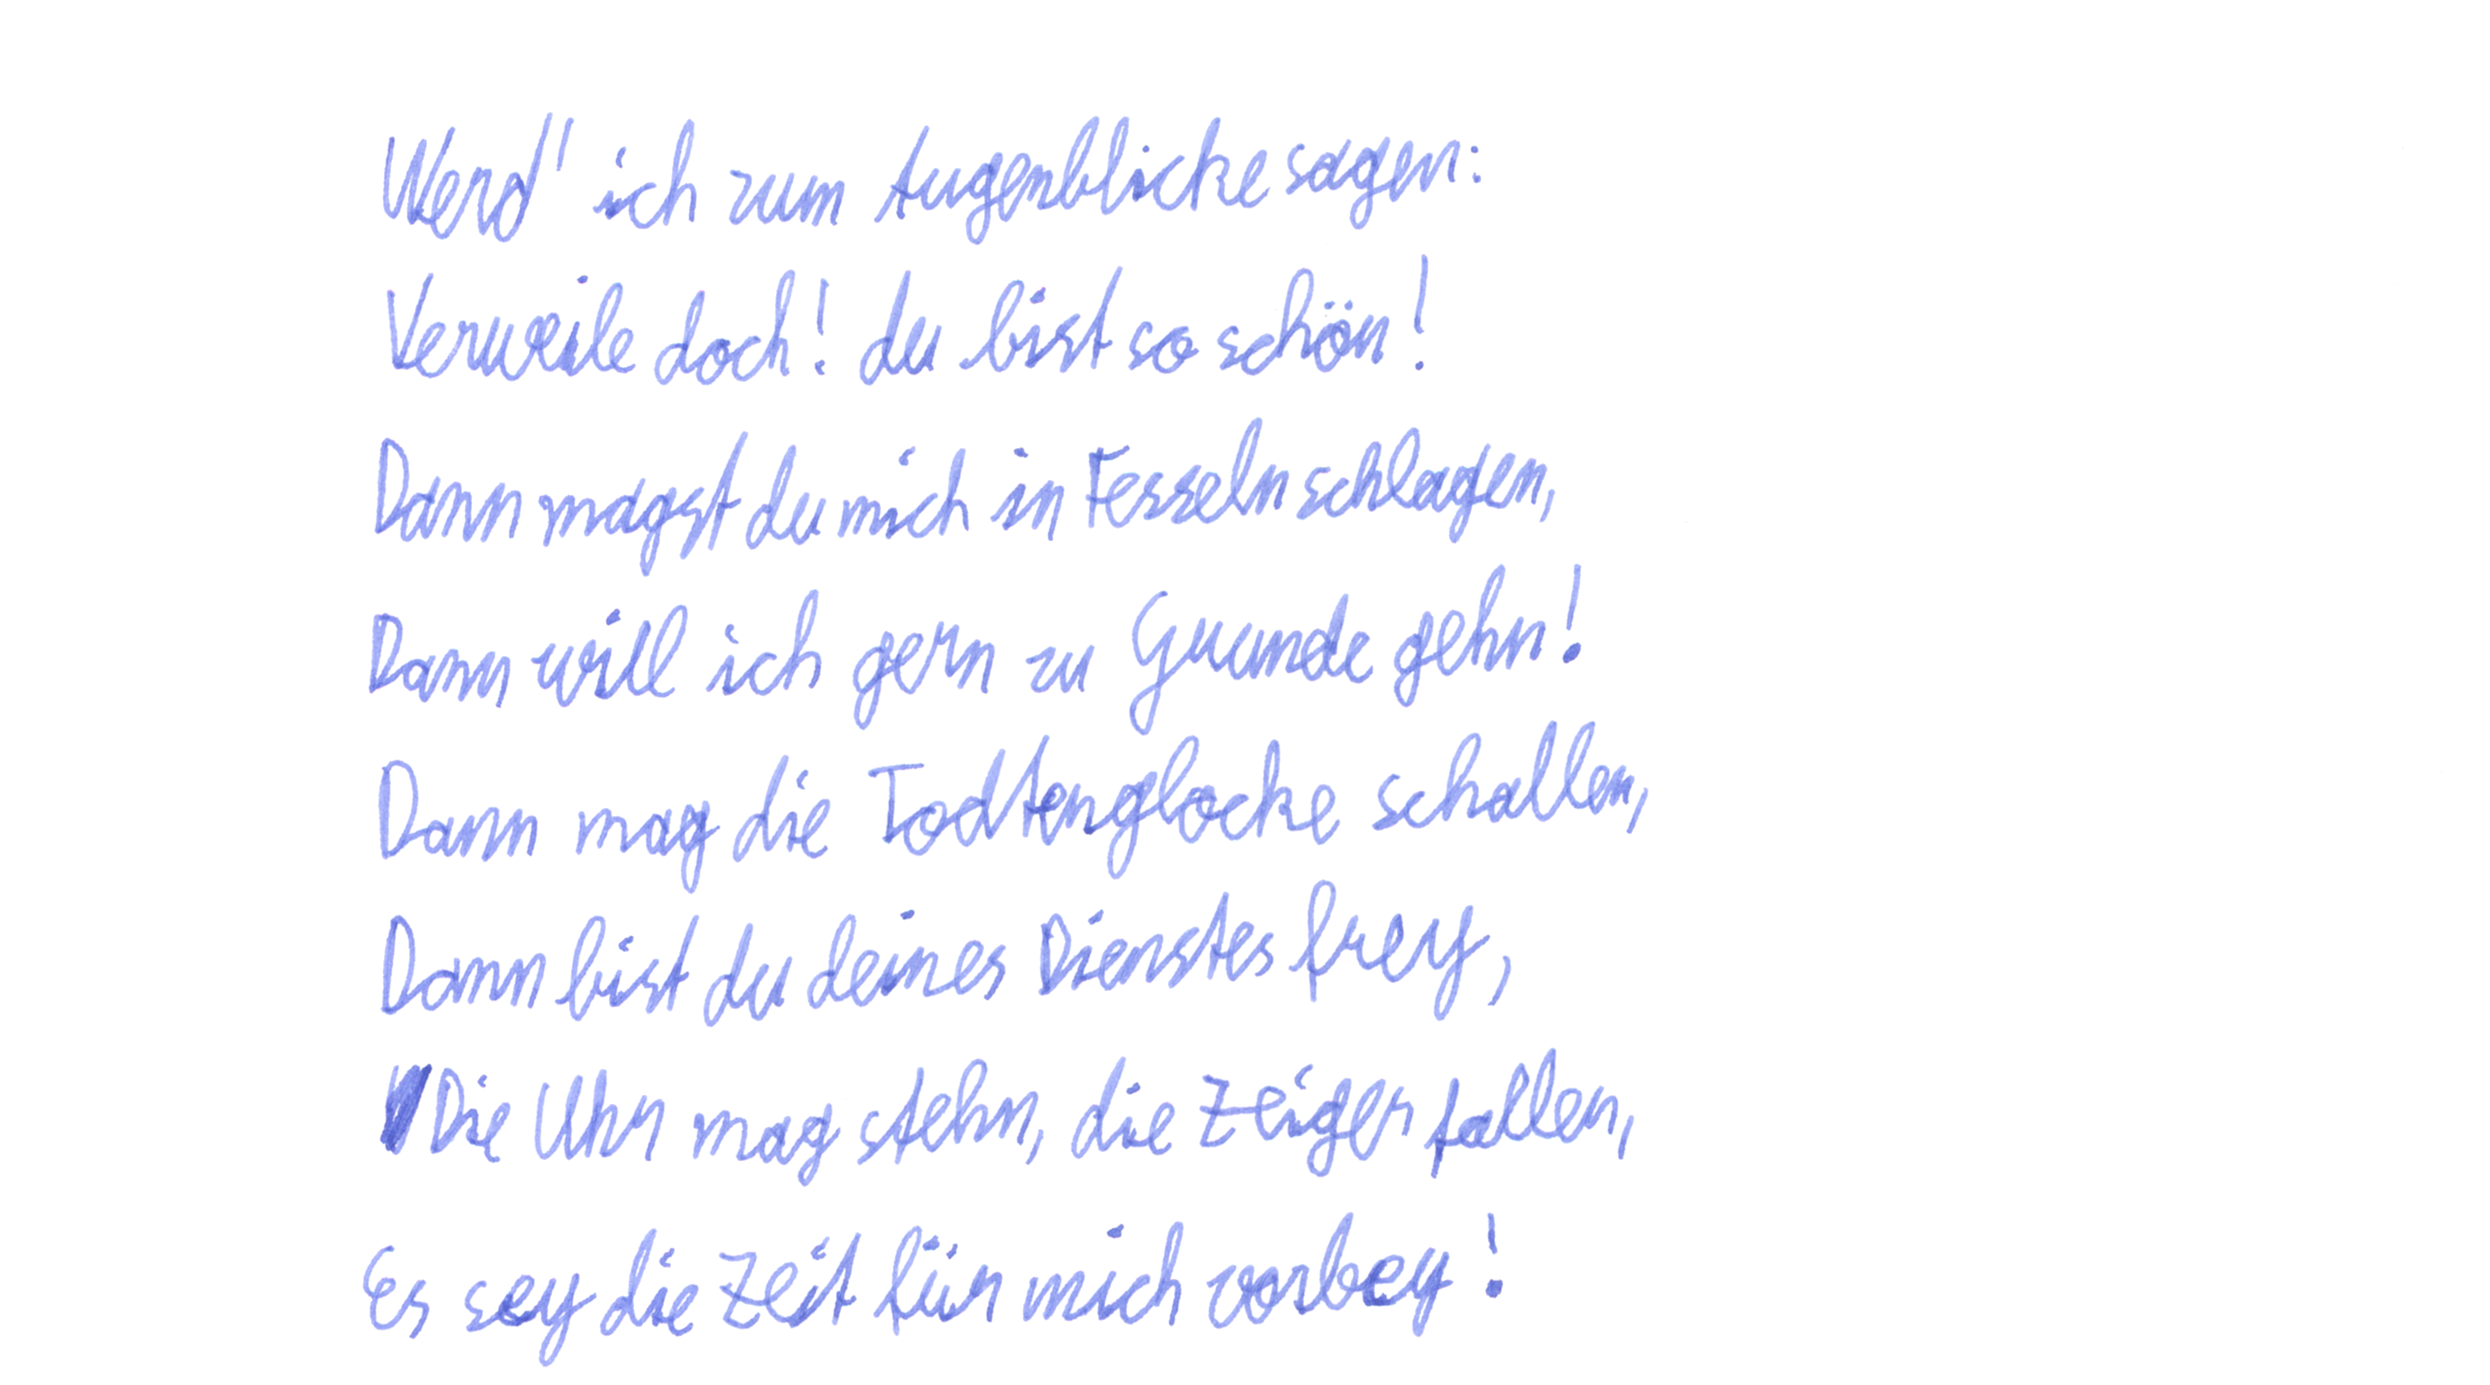 Werd' ich zum Augenblicke sagen:
Verweile doch! du bist so schön!
Dann magst du mich in Fesseln schlagen,
Dann will ich gern zu Grunde gehn!
Dann mag die Todtenglocke schallen,
Dann bist du deines Dienstes frey,
Die Uhr mag stehn, die Zeiger fallen,
Es sey die Zeit für mich vorbey!